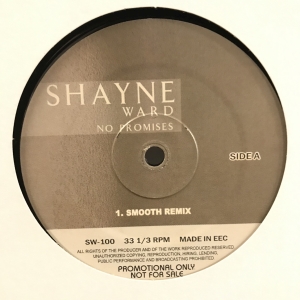 SHAYNE
WARD
NO PROMISES
SIDE A
1. SMOOTH REMIX
SW-100 33 1/3 RPM MADE IN EEC
ALL RIGHTS OF THE PRODUCER AND OF THE WORK REPRODUCED RESERVED
UNAUTHORIZED COPYING, REPRODUCTION, HIRING, LENDING,
PUBLIC PERFORMANCE AND BROADCASTING PROHIBITED.
PROMOTIONAL ONLY
NOT FOR SALE